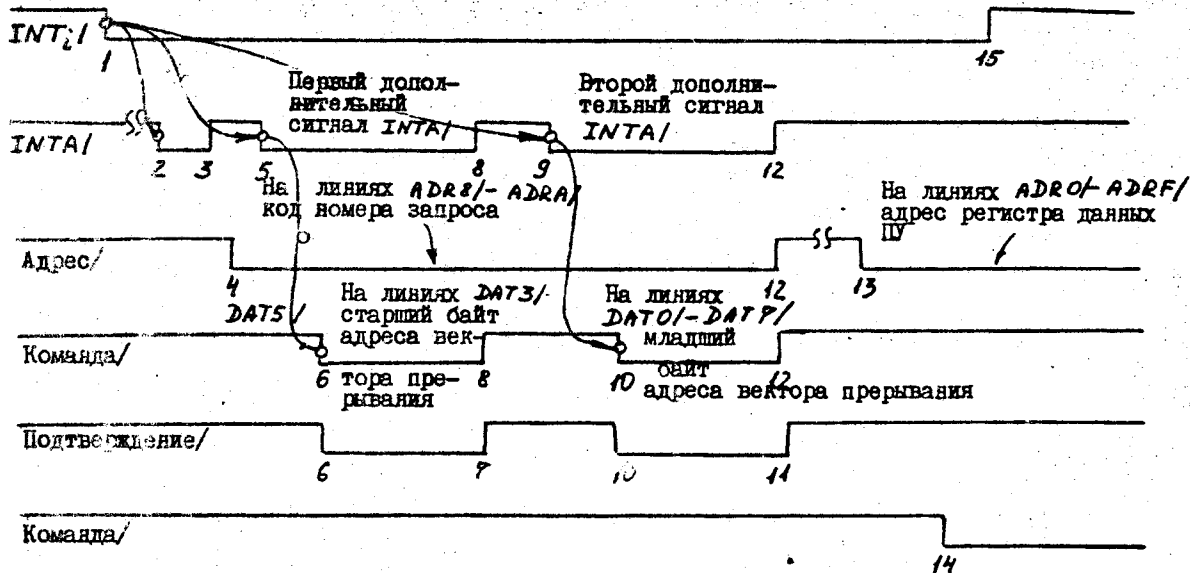 INTi/
1
15
Первый допол-
нительный
сигнал INTA/
Второй дополни-
тельный сигнал
INTA/
INTA/
2 3 5 8 9 12
На линиях ADR8/- ADRA/
код номера запроса
На линиях ADR0/- ADRF/
адрес регистра данных
ПУ
Адрес/
4 12 13
DAT5/
На линиях DAT3/-
старший байт
адреса век-
тора пре-
рывания
На линиях
DAT0/-DAT7/
младший
байт
адреса вектора прерывания
Команда/
6 8 10 12
Подтверждение/
6 7 10 11
Команда/
14